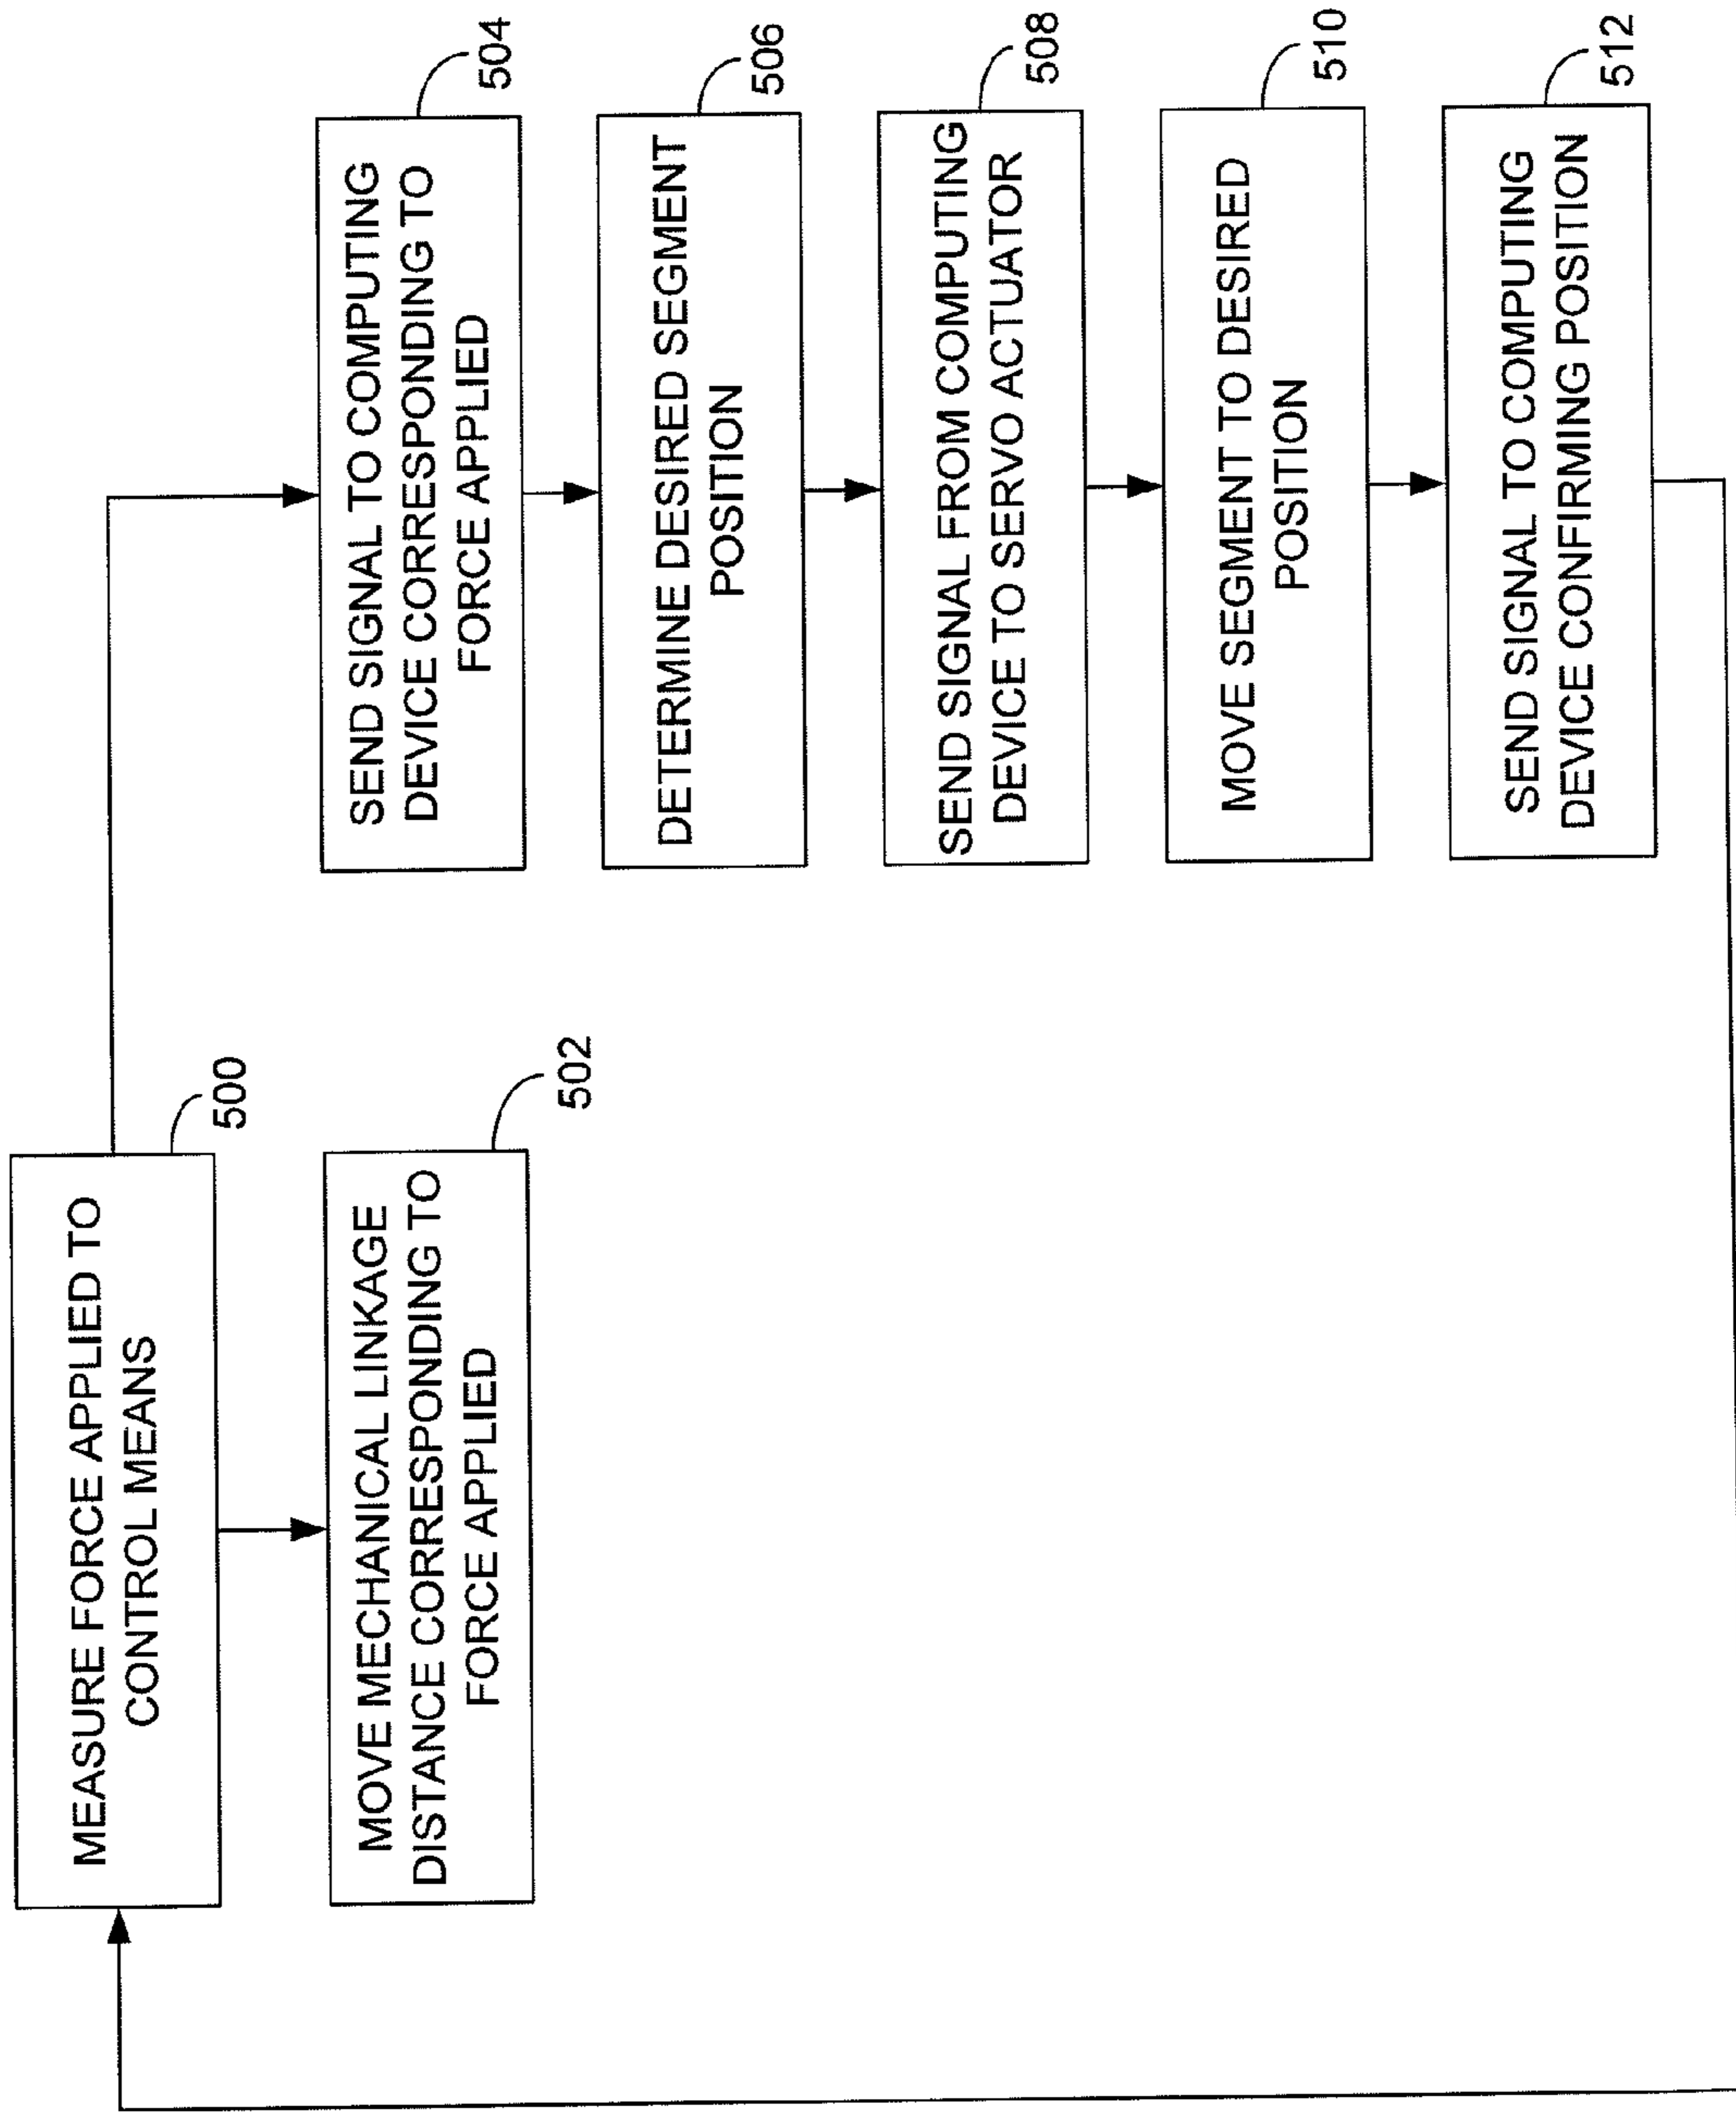 MEASURE FORCE APPLIED TO
CONTROL MEANS
500
MOVE MECHANICAL LINKAGE
DISTANCE CORRESPONDING TO
FORCE APPLIED
502
SEND SIGNAL TO COMPUTING
DEVICE CORRESPONDING TO
FORCE APPLIED
504
DETERMINE DESIRED SEGMENT
POSITION
506
SEND SIGNAL FROM COMPUTING
DEVICE TO SERVO ACTUATOR
508
MOVE SEGMENT TO DESIRED
POSITION
510
SEND SIGNAL TO COMPUTING
DEVICE CONFIRMING POSITION
512